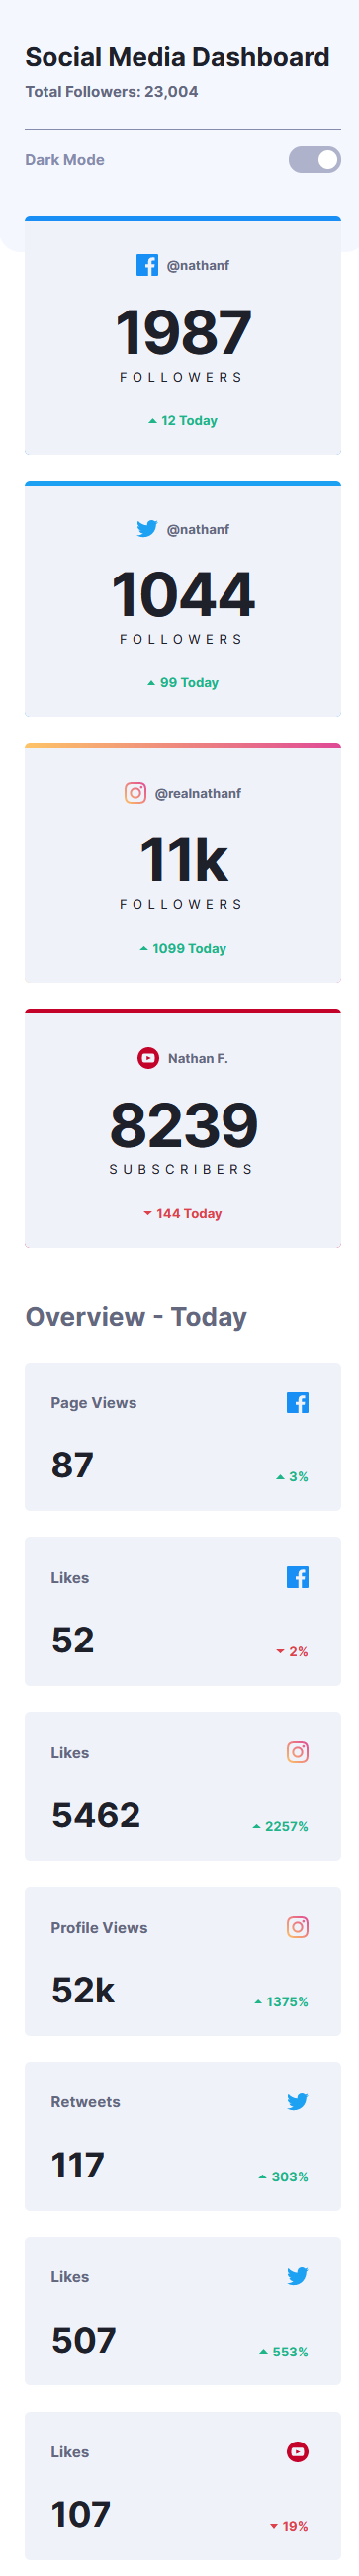 Social Media Dashboard
Total Followers: 23,004
Dark Mode
@nathanf
1987
FOLLOWERS
12 Today
@nathanf
1044
FOLLOWERS
99 Today
@realnathanf
11k
FOLLOWERS
1099 Today
Nathan F.
8239
SUBSCRIBERS
144 Today
Overview - Today
Page Views
87
3%
Likes
52
2%
Likes
5462
2257%
Profile Views
52k
1375%
Retweets
117
303%
Likes
507
553%
Likes
107
19%